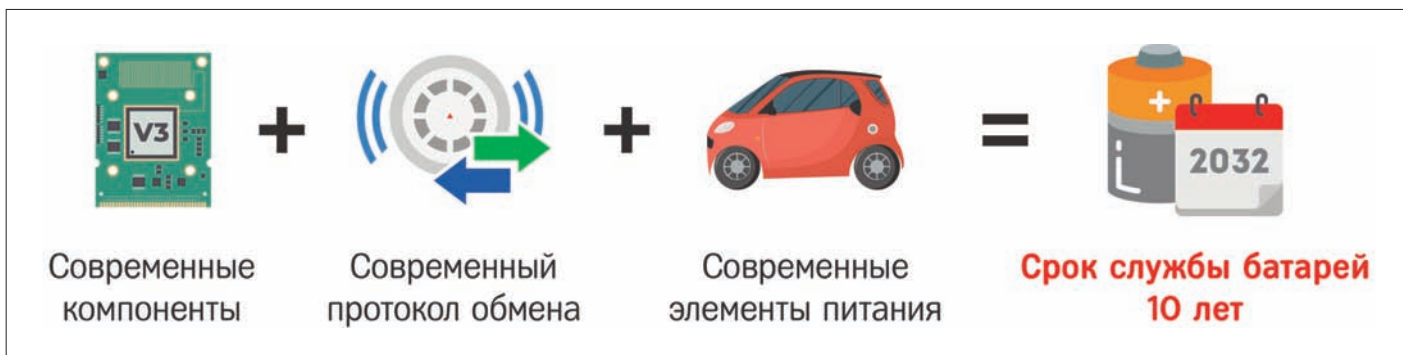 V3
+
+
=
+
2032
Современные
компоненты
Современный
протокол обмена
Современные
элементы питания
Срок службы батарей
10 лет